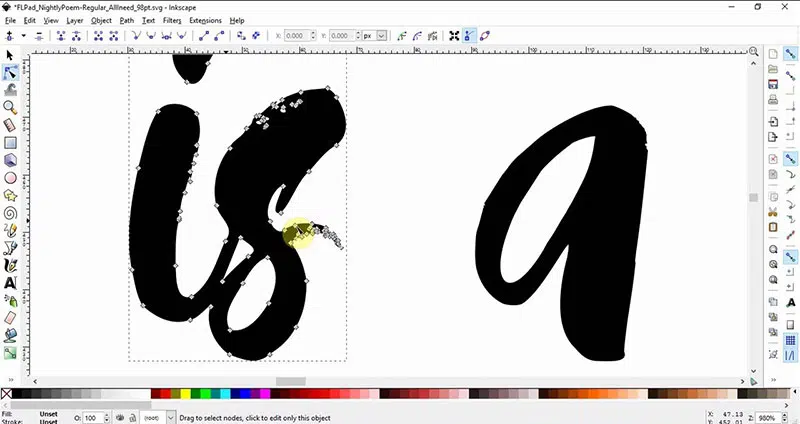 *FLPad_NightlyPoem-Regular_AllIneed_98pt.svg - Inkscape
File Edit View Layer Object Path Text Filters Extensions Help
X: 0.000 Y: 0.000 px
is a
Fill: Unset
Stroke: Unset
O: 100 (root) Drag to select nodes, click to edit only this object X: 47.13 Z: 980%
Y: 452.01